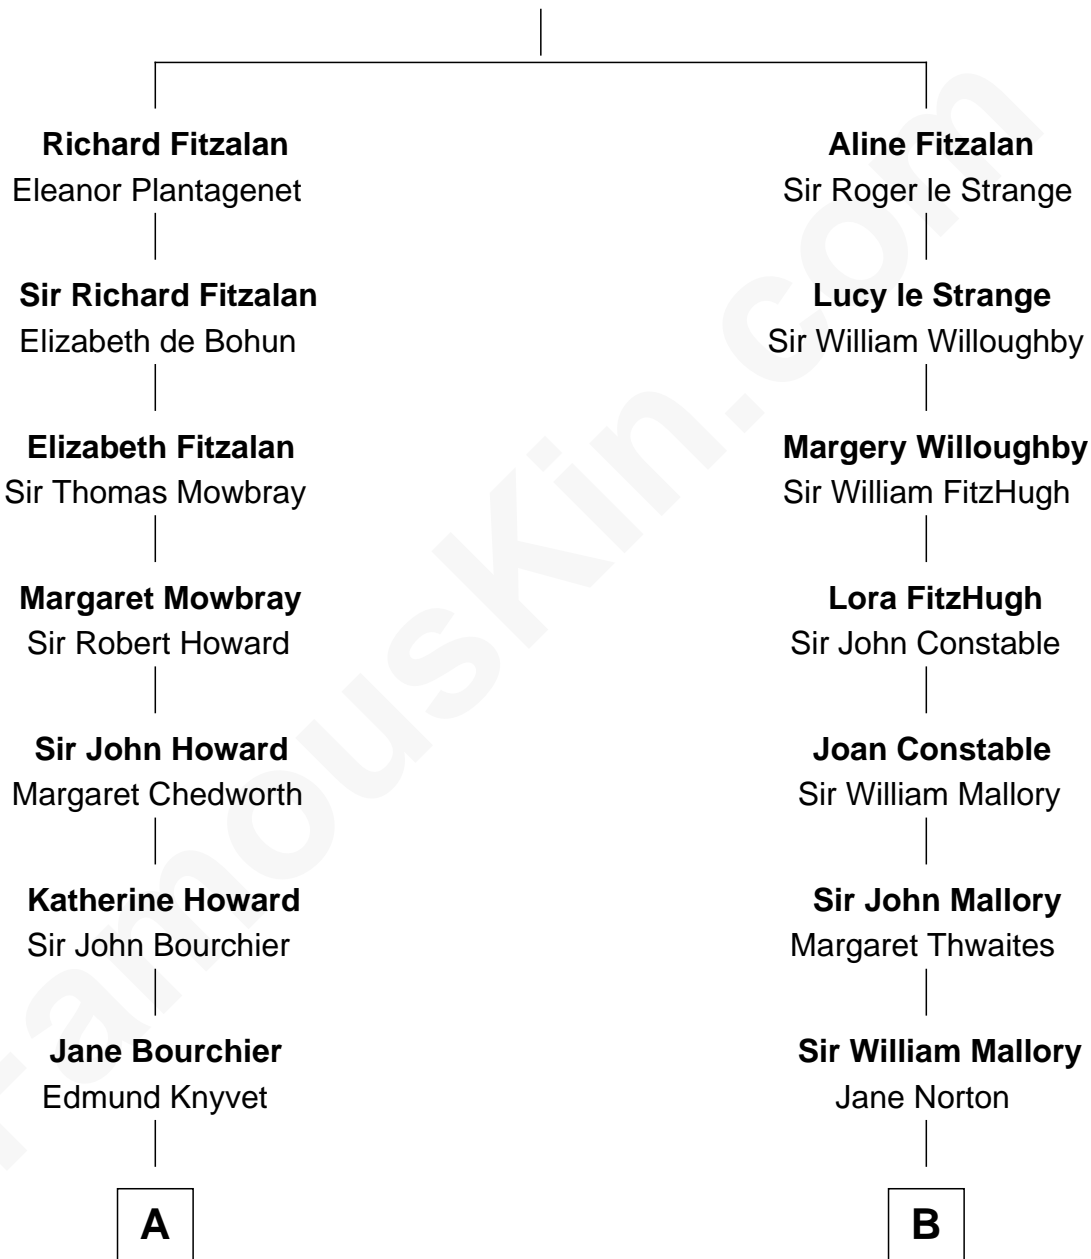 Richard Fitzalan
Eleanor Plantagenet
Sir Richard Fitzalan
Elizabeth de Bohun
Elizabeth Fitzalan
Sir Thomas Mowbray
Margaret Mowbray
Sir Robert Howard
Sir John Howard
Margaret Chedworth
Katherine Howard
Sir John Bourchier
Jane Bourchier
Edmund Knyvet
A
Aline Fitzalan
Sir Roger le Strange
Lucy le Strange
Sir William Willoughby
Margery Willoughby
Sir William FitzHugh
Lora FitzHugh
Sir John Constable
Joan Constable
Sir William Mallory
Sir John Mallory
Margaret Thwaites
Sir William Mallory
Jane Norton
B
FamousKin.com